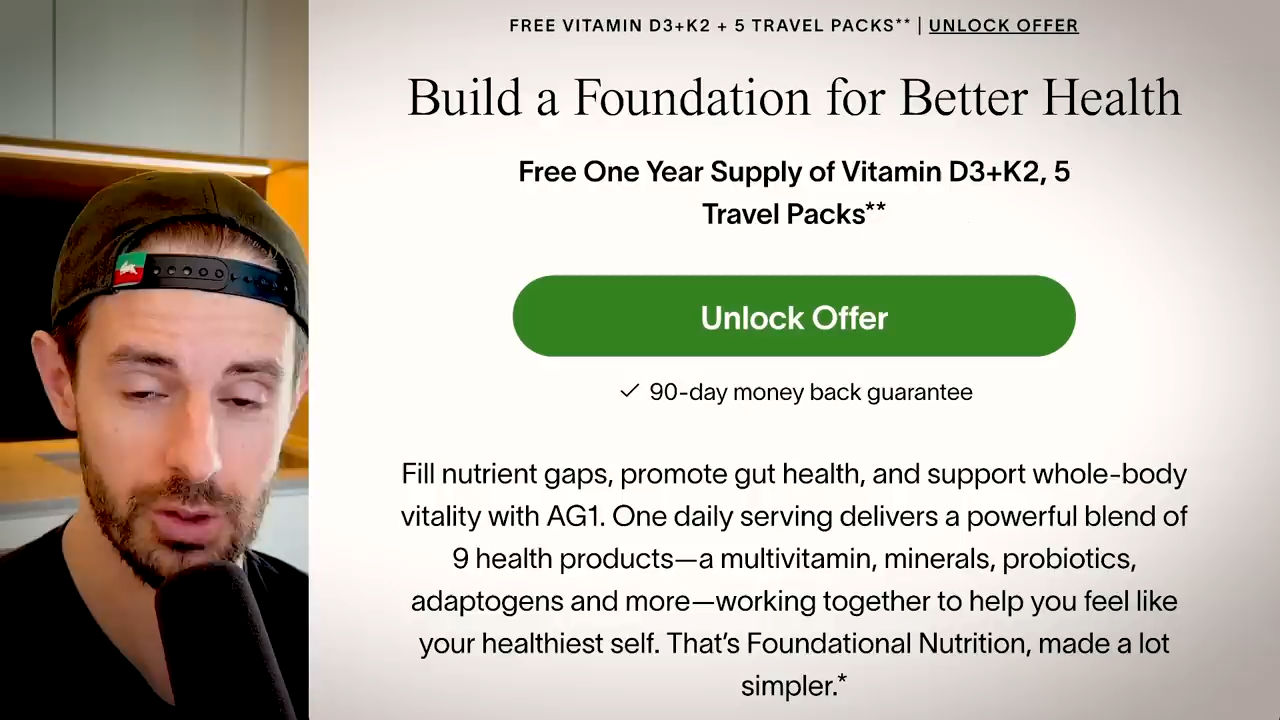 FREE VITAMIN D3+K2 + 5 TRAVEL PACKS** | UNLOCK OFFER
Build a Foundation for Better Health
Free One Year Supply of Vitamin D3+K2, 5
Travel Packs**
Unlock Offer
✓ 90-day money back guarantee
Fill nutrient gaps, promote gut health, and support whole-body
vitality with AG1. One daily serving delivers a powerful blend of
9 health products—a multivitamin, minerals, probiotics,
adaptogens and more—working together to help you feel like
your healthiest self. That’s Foundational Nutrition, made a lot
simpler.*